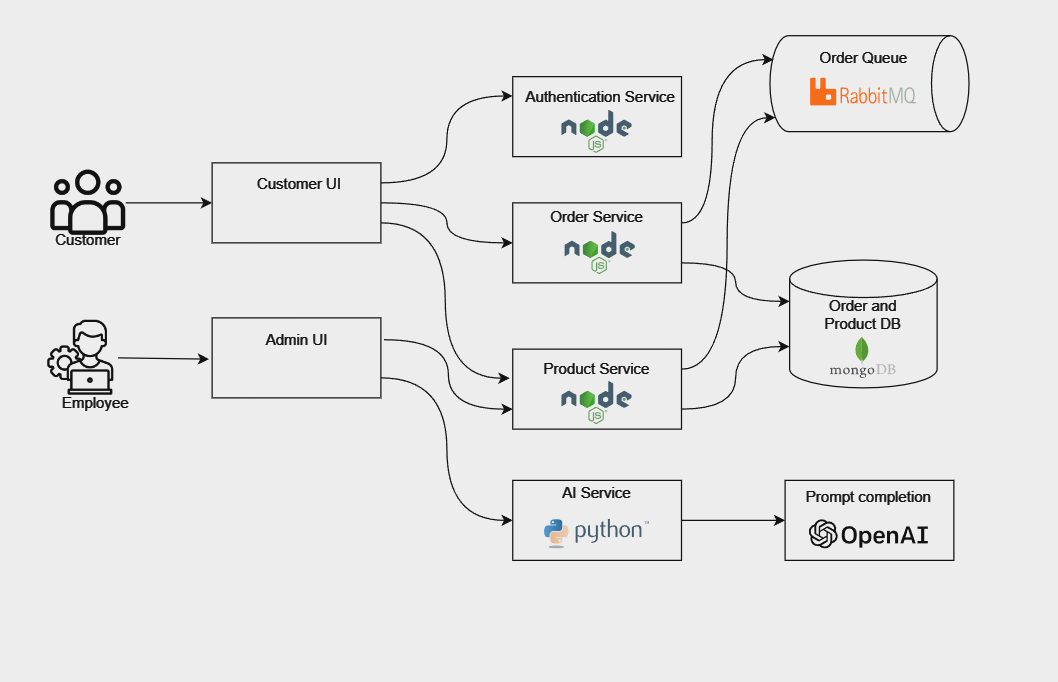 Order Queue
RabbitMQ
Authentication Service
node
JS
Customer UI
Customer
Order Service
node
JS
Order and
Product DB
mongoDB
Admin UI
Employee
Product Service
node
JS
AI Service
python™
Prompt completion
OpenAI